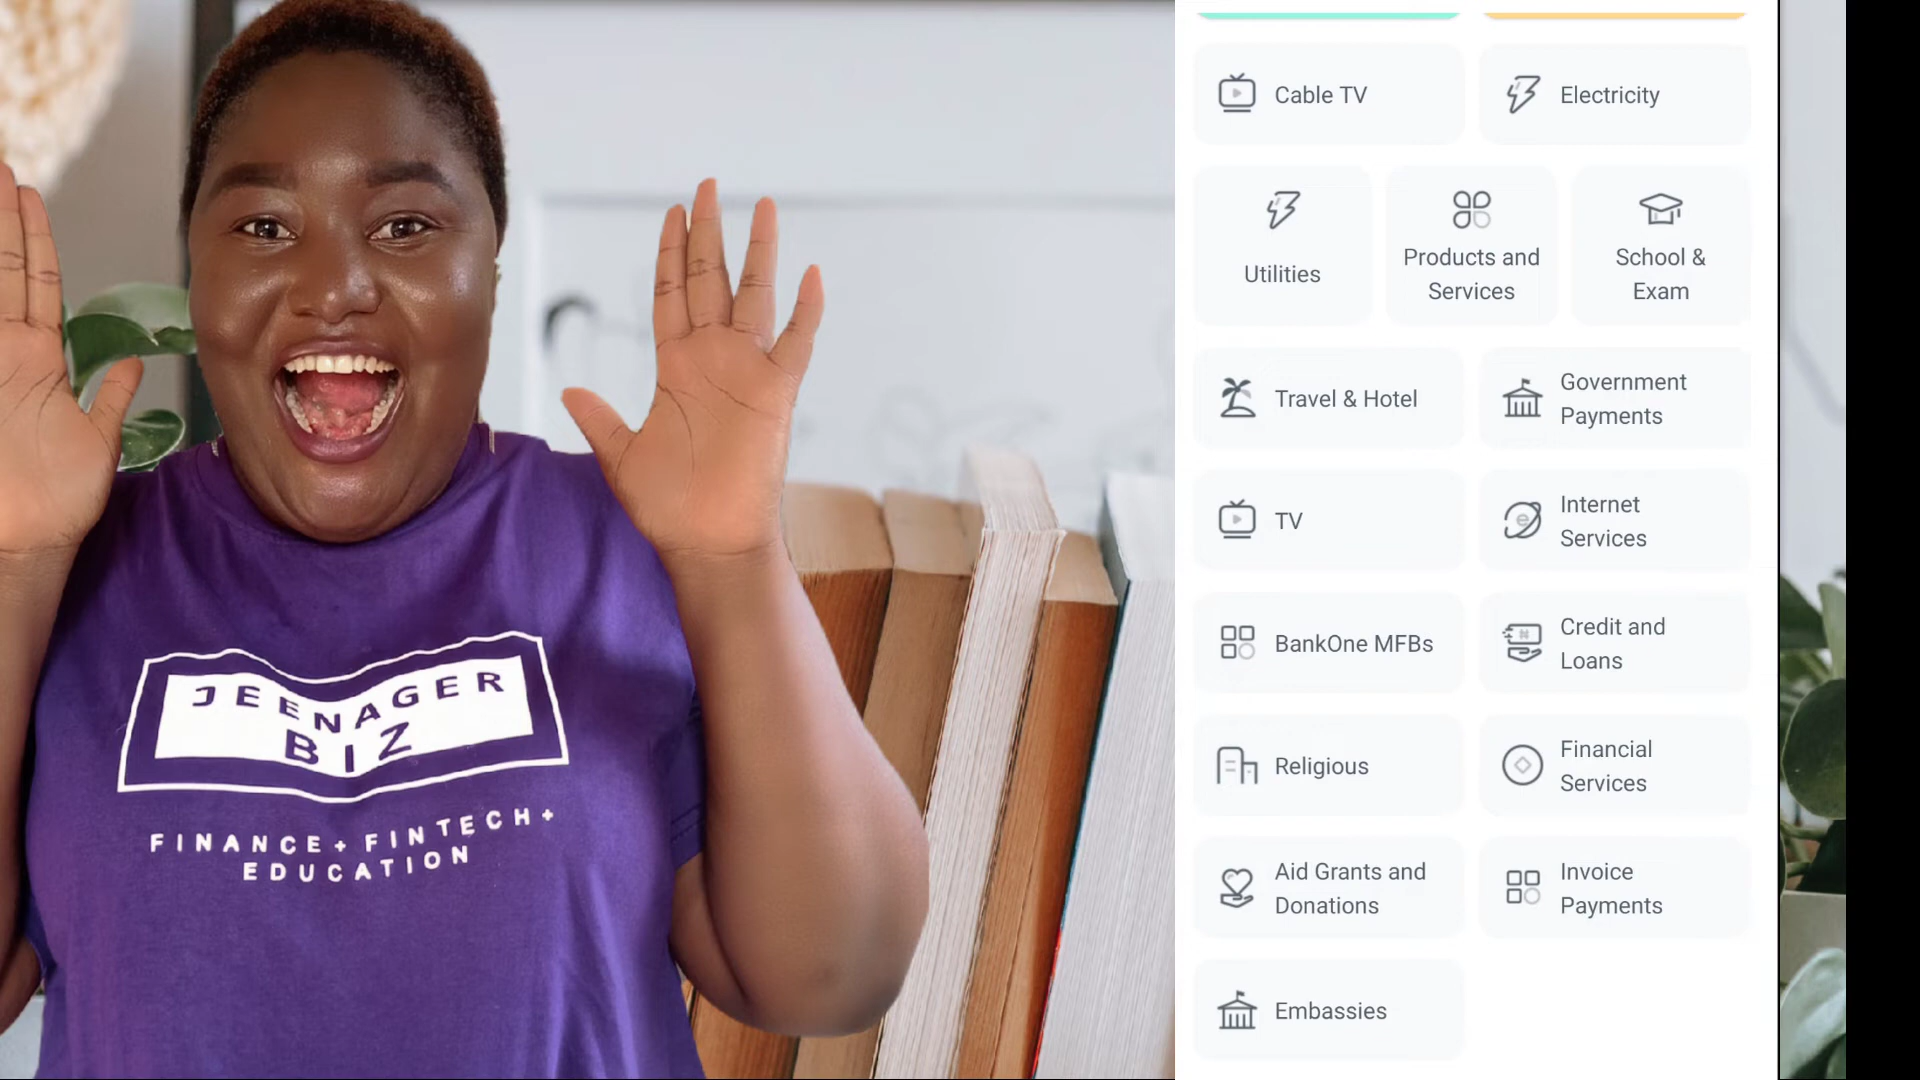 JEENAGER
BIZ
FINANCE+ FINTECH+
EDUCATION
Cable TV
Electricity
Utilities
Products and
Services
School &
Exam
Travel & Hotel
Government
Payments
TV
Internet
Services
BankOne MFBs
Credit and
Loans
Religious
Financial
Services
Aid Grants and
Donations
Invoice
Payments
Embassies